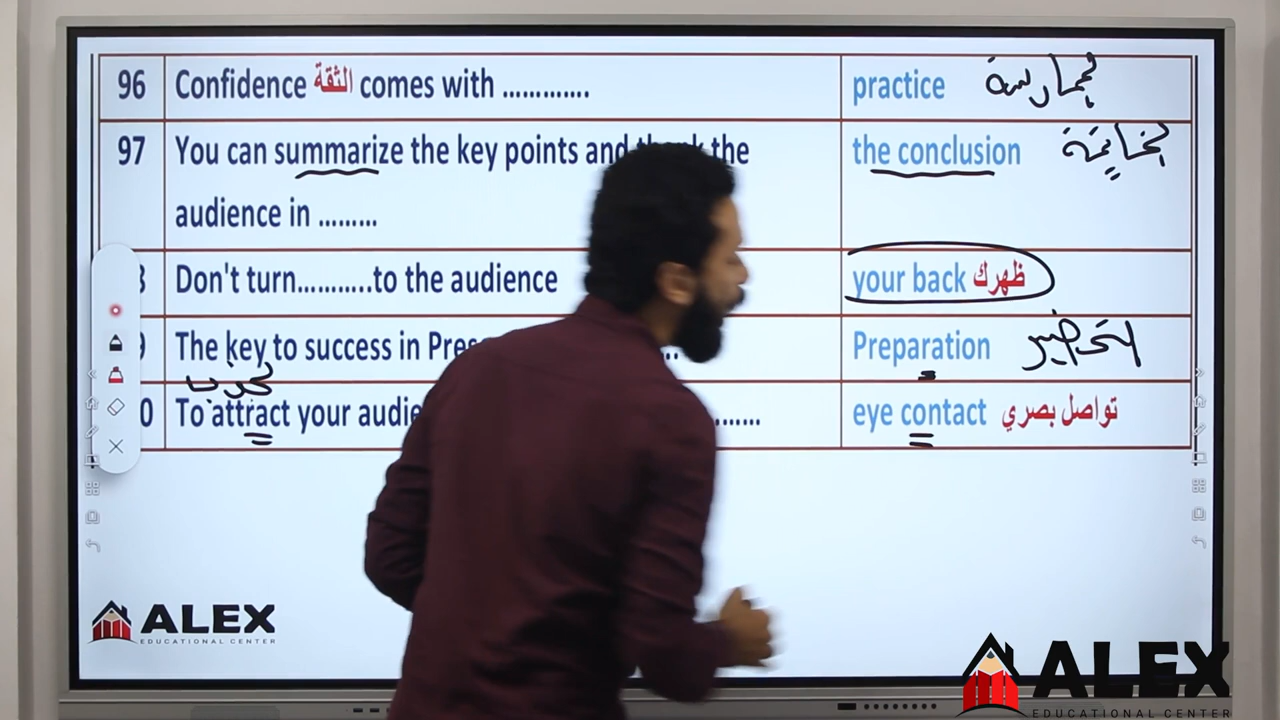 96 Confidence الثقة comes with ............. practice بممارسة
97 You can summarize the key points and the the conclusion بخاتمة
audience in .........
Don't turn...........to the audience your back ظهرك
The key to success in .. Preparation التحضير
تجذب
To attract your ...... eye contact تواصل بصري
ALEX
EDUCATIONAL CENTER
ALEX
EDUCATIONAL CENTER